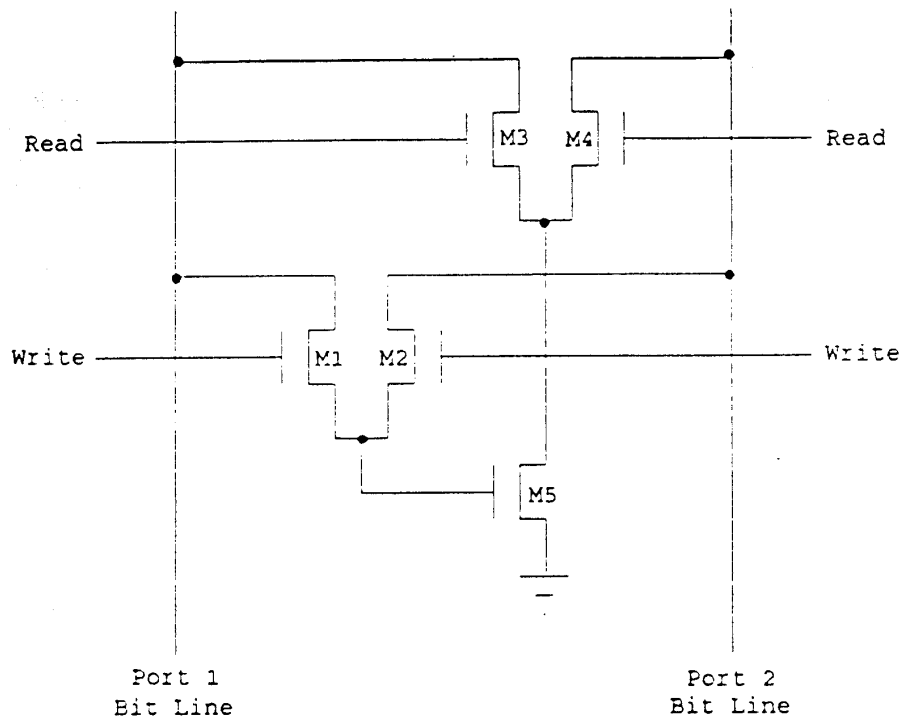 Read M3 M4 Read
Write M1 M2 Write
M5
Port 1 Port 2
Bit Line Bit Line